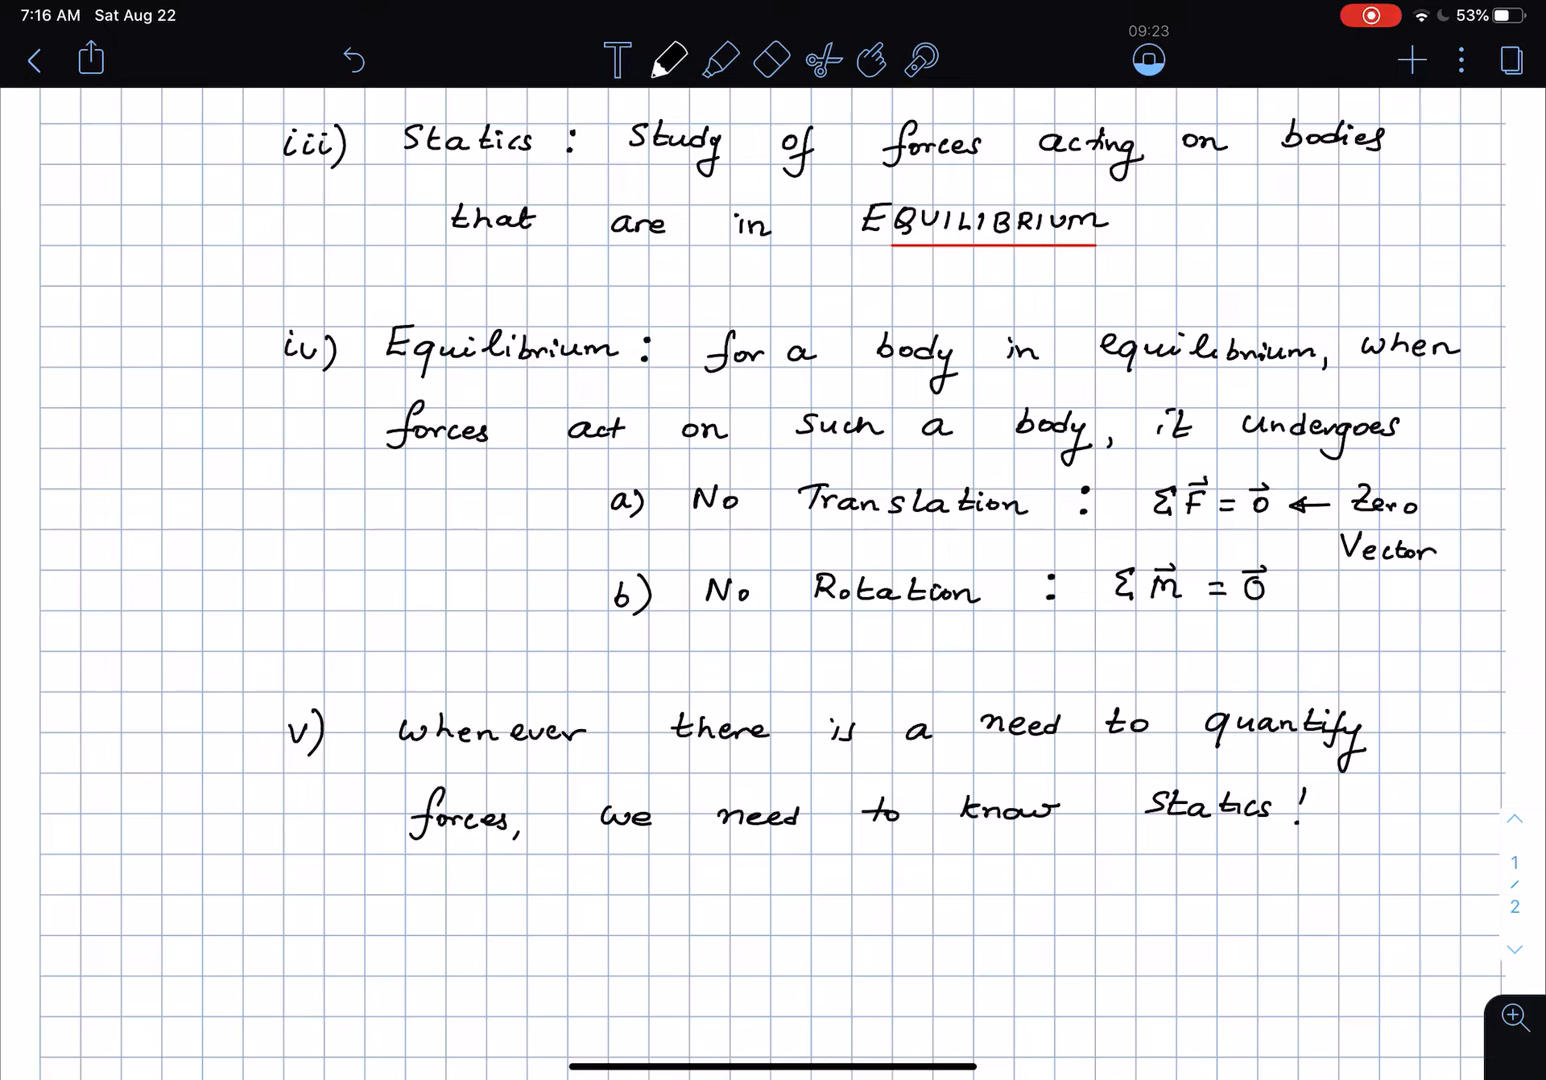 7:16 AM Sat Aug 22
53%
09:23
iii) Statics : Study of forces acting on bodies
that are in EQUILIBRIUM
iv) Equilibrium : for a body in equilibrium, when
forces act on such a body, it undergoes
a) No Translation : Σ F⃗ = 0⃗ ← Zero
Vector
b) No Rotation : Σ M⃗ = 0⃗
v) whenever there is a need to quantify
forces, we need to know statics !
1
/
2